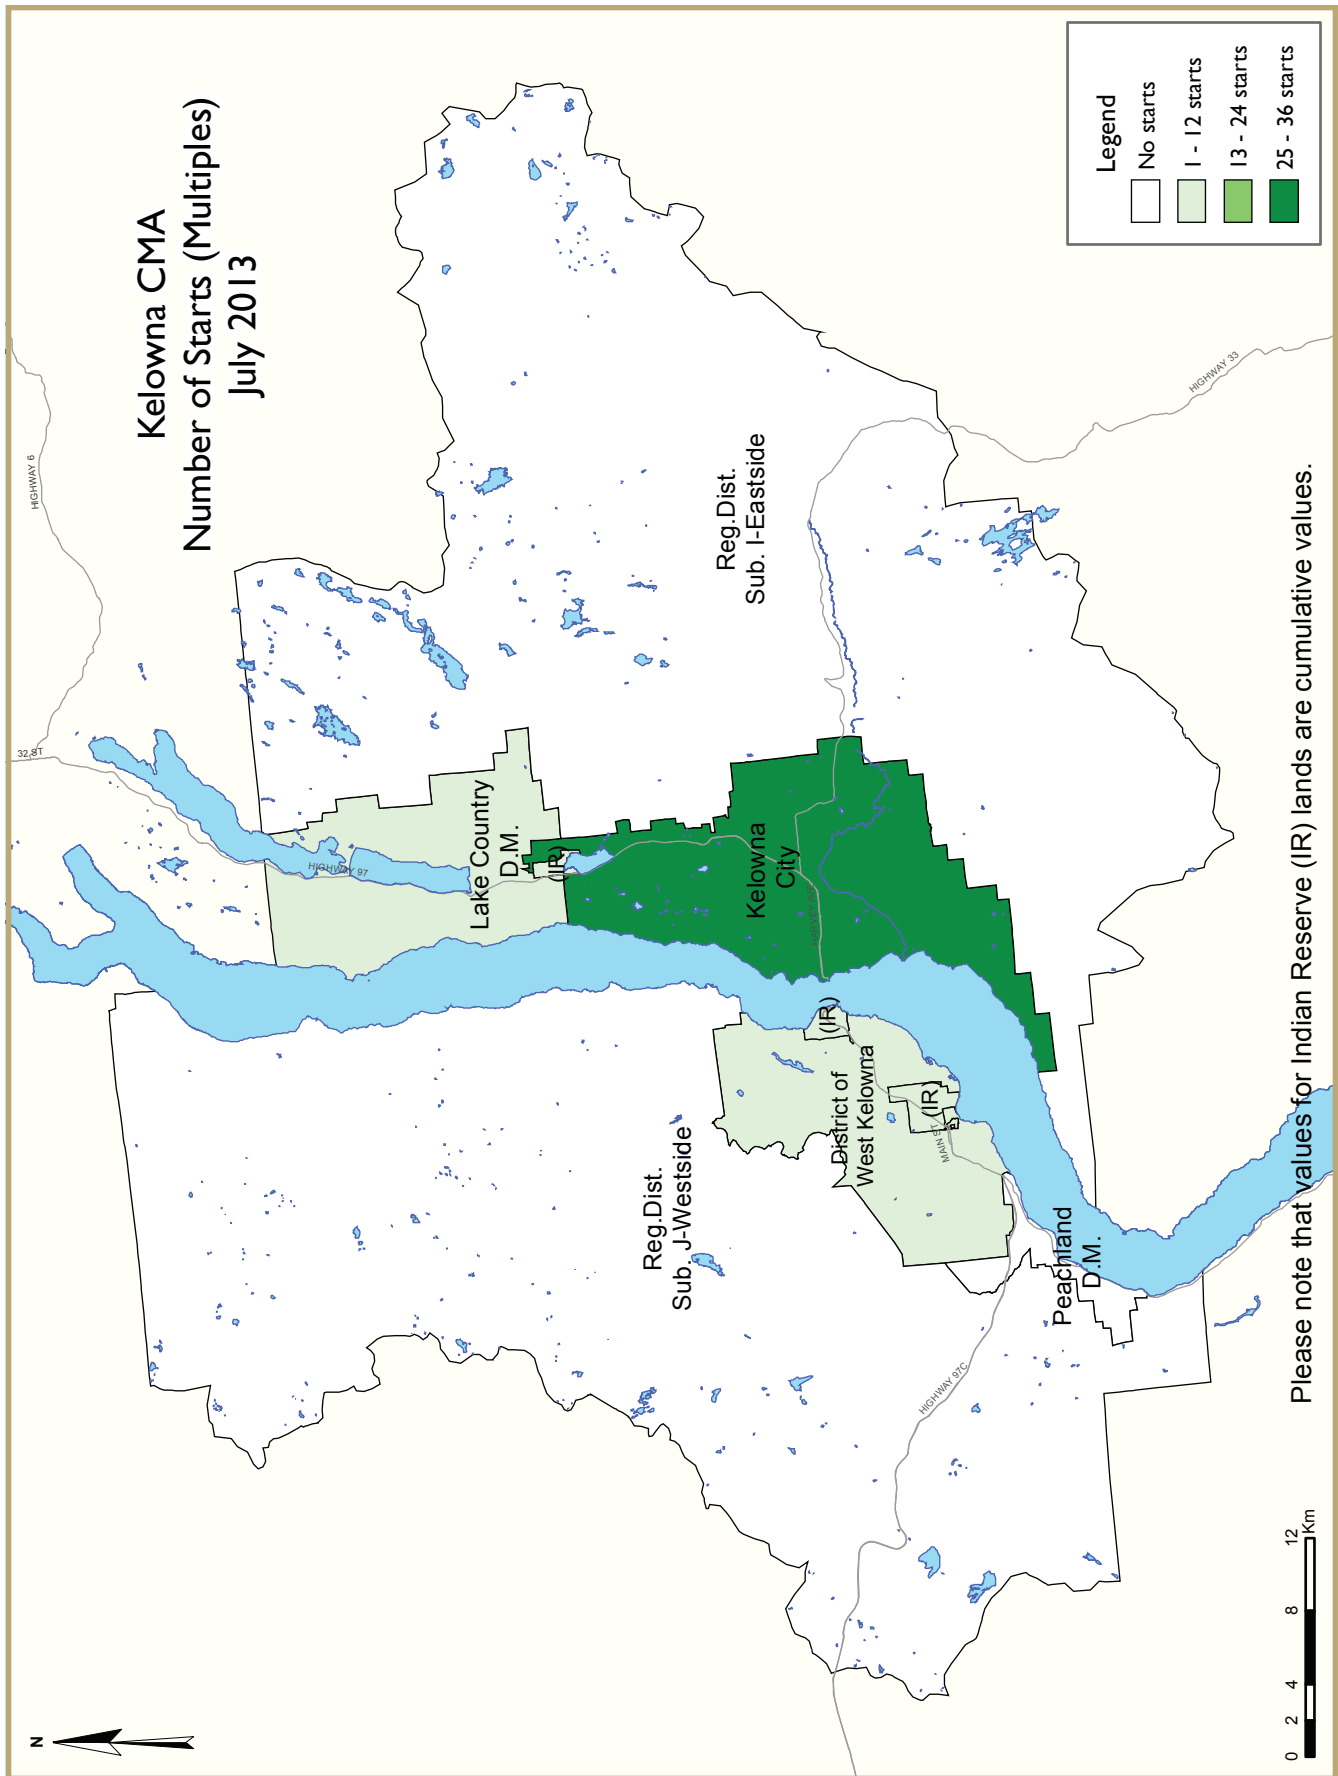 Kelowna CMA
Number of Starts (Multiples)
July 2013
N
HIGHWAY 6
32 ST
HIGHWAY 97
Lake Country
D.M.
(IR)
Reg.Dist.
Sub. I-Eastside
Kelowna
City
HIGHWAY 33
Reg.Dist.
Sub. J-Westside
(IR)
District of
West Kelowna
(IR)
MAIN ST
Peachland
D.M.
HIGHWAY 97C
Legend
No starts
1 - 12 starts
13 - 24 starts
25 - 36 starts
0 2 4 8 12
Km
Please note that values for Indian Reserve (IR) lands are cumulative values.